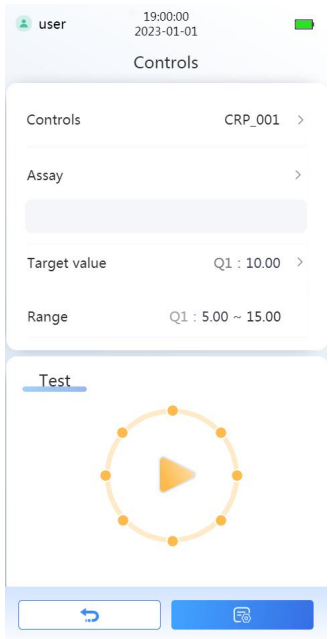 user
19:00:00
2023-01-01
Controls
Controls CRP_001 >
Assay >
Target value Q1 : 10.00 >
Range Q1 : 5.00 ~ 15.00
Test